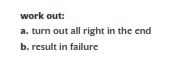 work out:
a. turn out all right in the end
b. result in failure